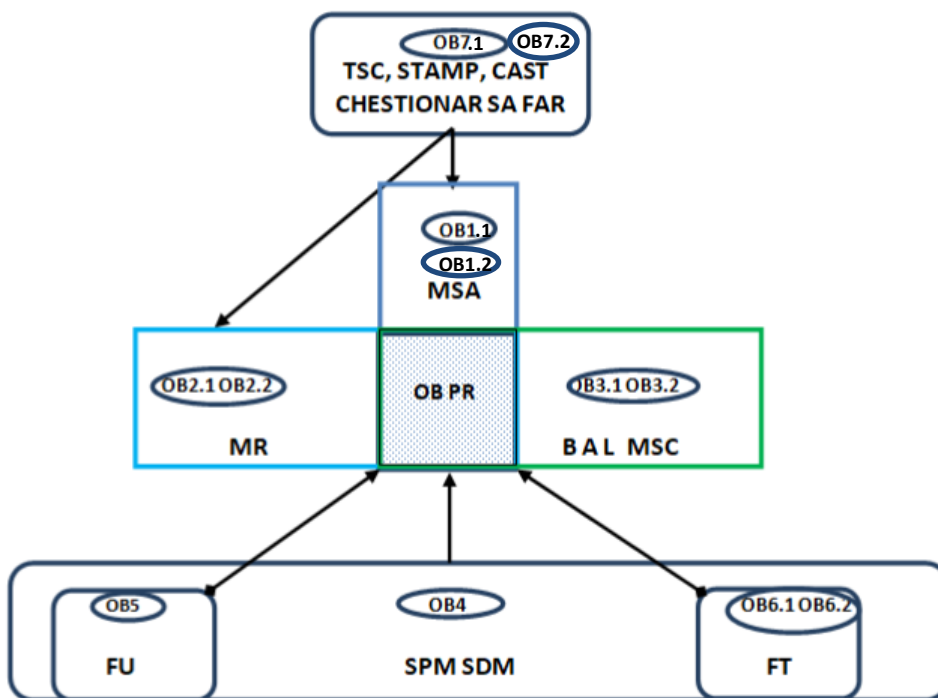 OB7.1 OB7.2
TSC, STAMP, CAST
CHESTIONAR SA FAR
OB1.1
OB1.2
MSA
OB2.1 OB2.2
MR
OB PR
OB3.1 OB3.2
B A L MSC
OB5
FU
OB4
SPM SDM
OB6.1 OB6.2
FT